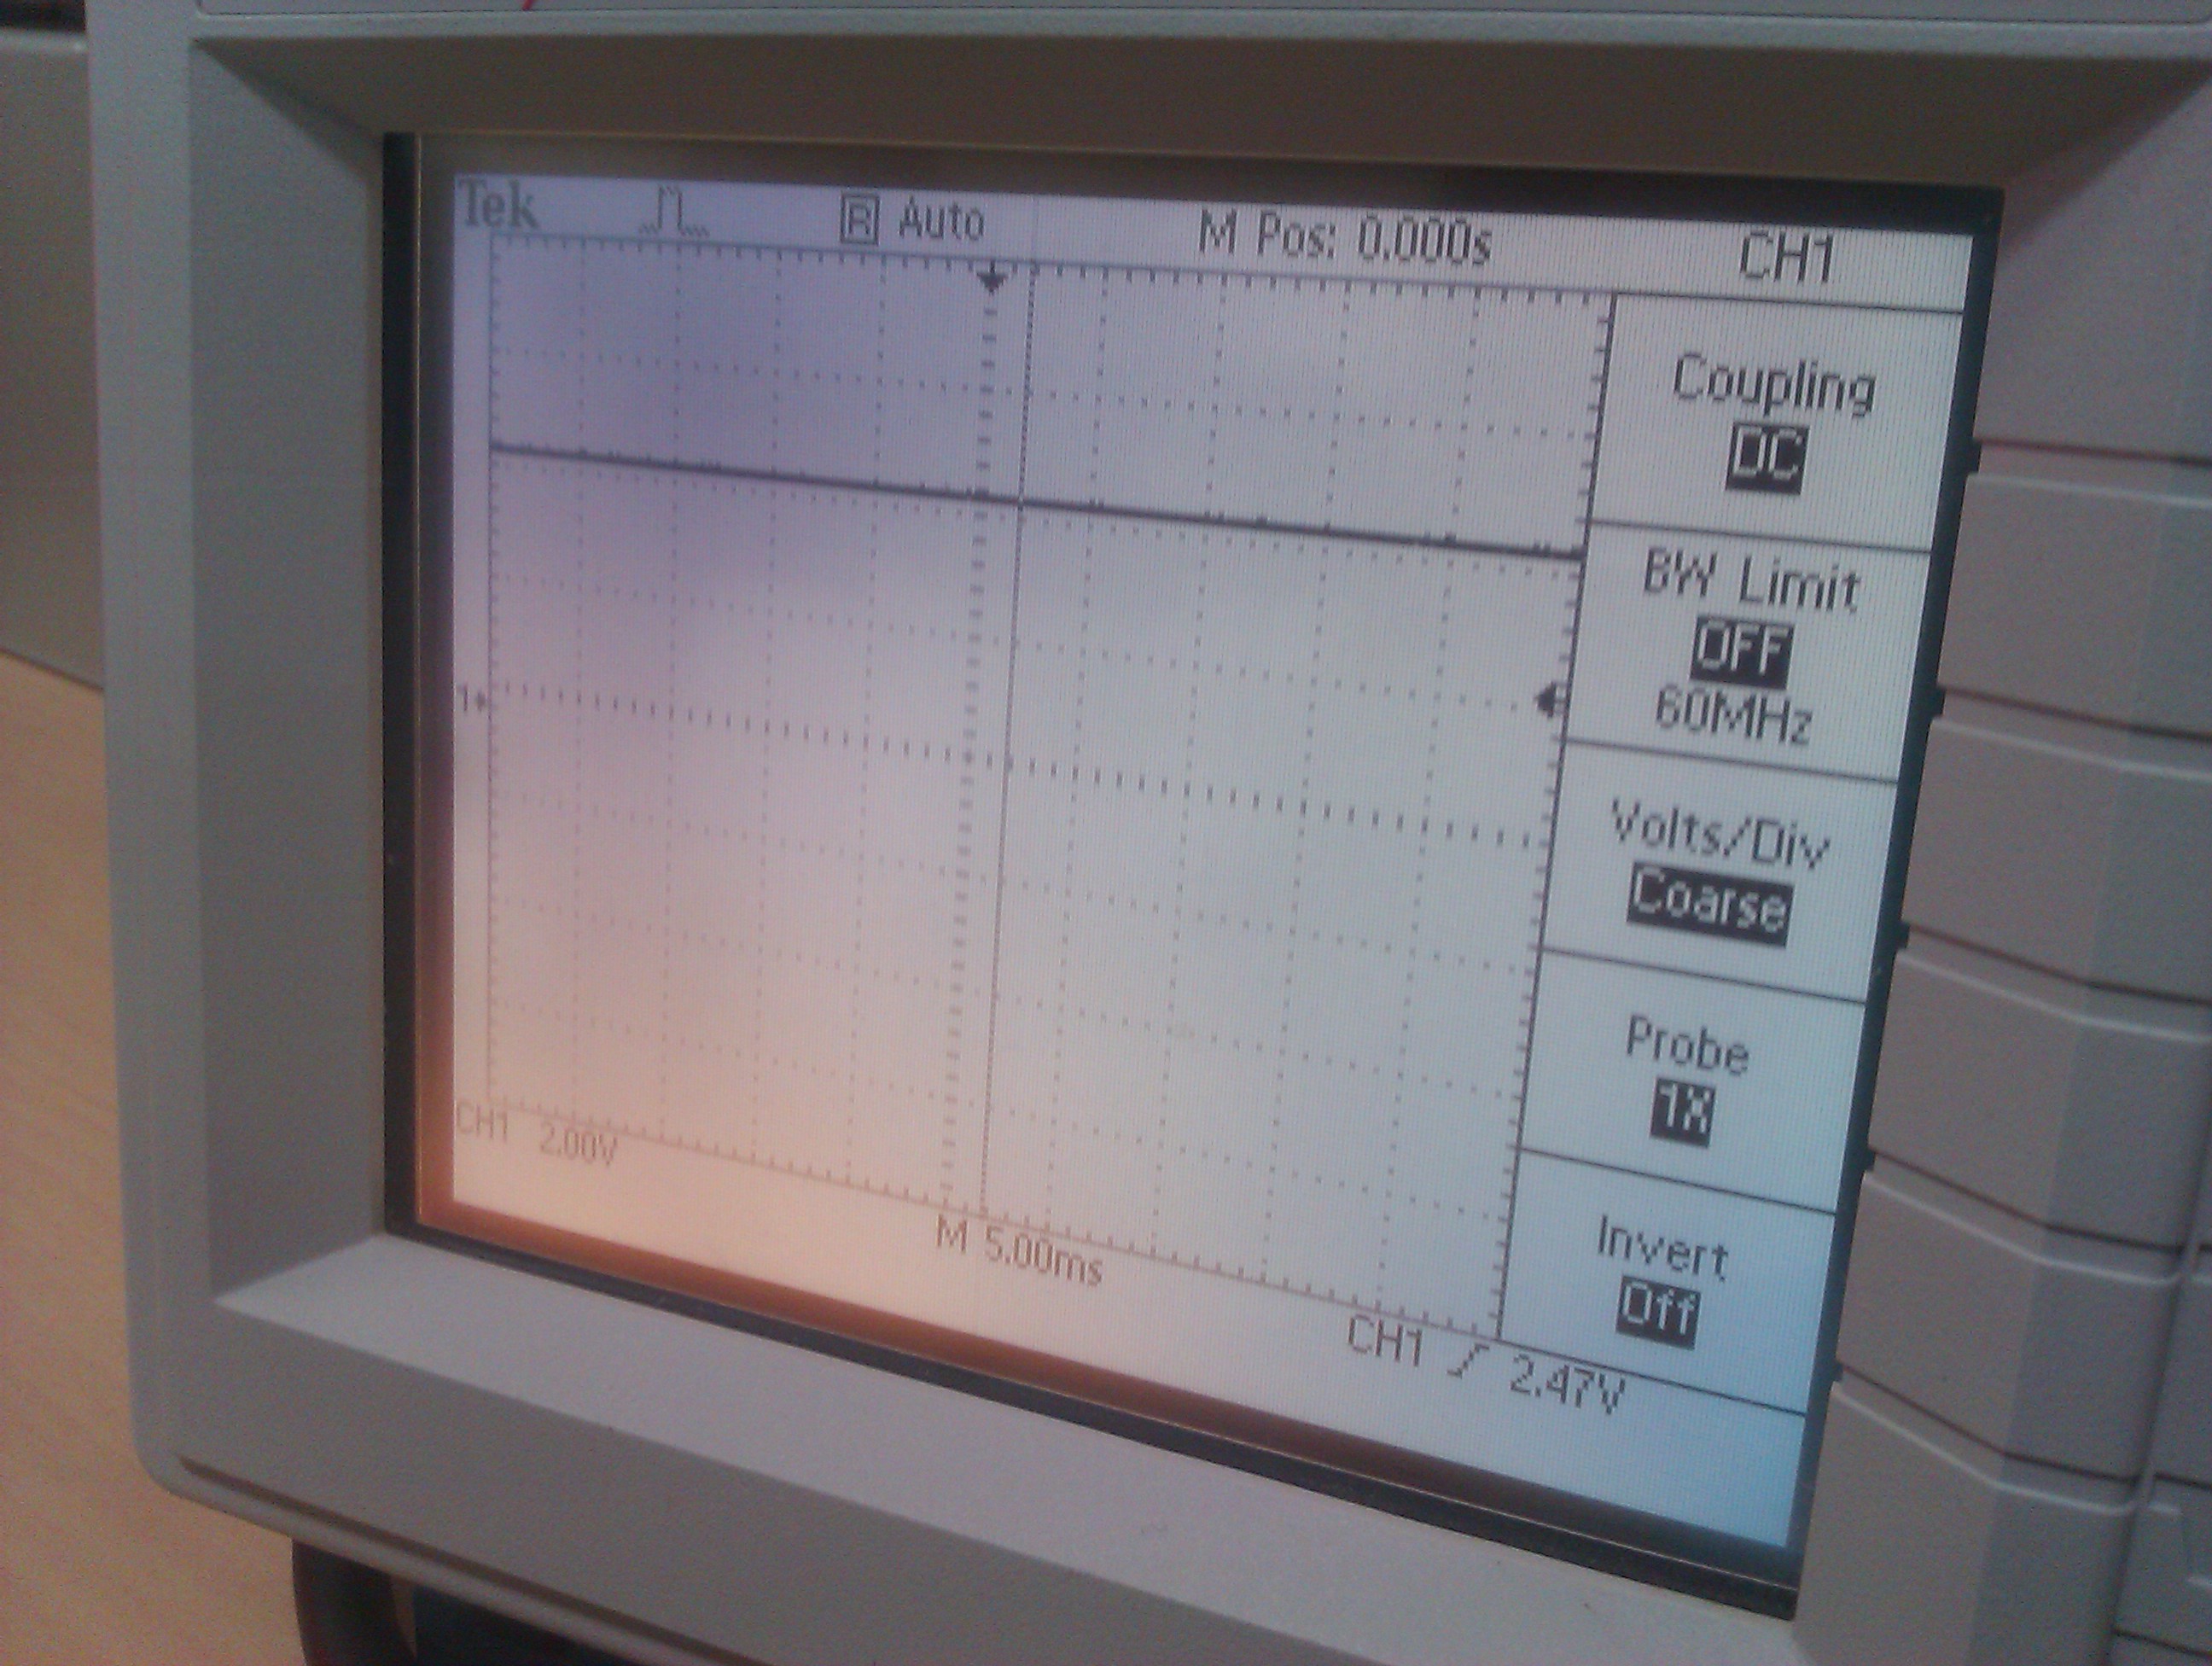 Tek R Auto M Pos: 0.000s CH1
Coupling
DC
BW Limit
OFF
60MHz
1
Volts/Div
Coarse
Probe
1X
Invert
Off
CH1 2.00V M 5.00ms CH1 2.47V